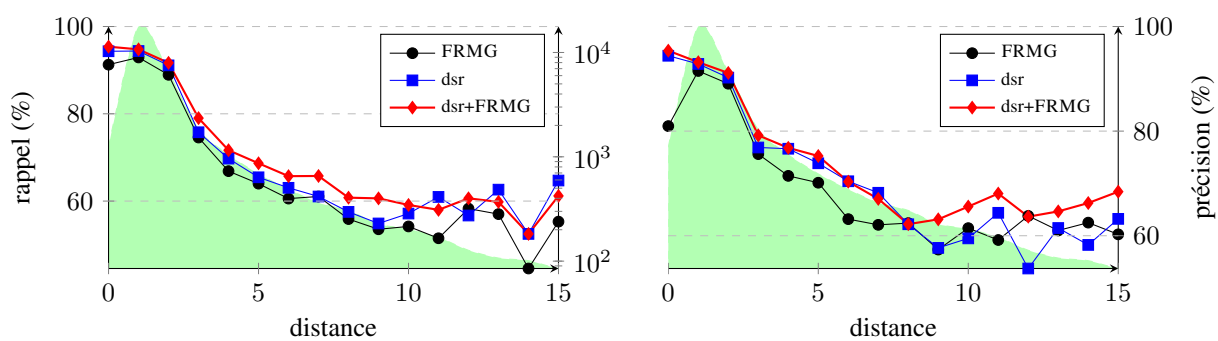 100
80
60
rappel (%)
FRMG
dsr
dsr+FRMG
10^4
10^3
10^2
0 5 10 15
distance
FRMG
dsr
dsr+FRMG
100
80
60
précision (%)
0 5 10 15
distance